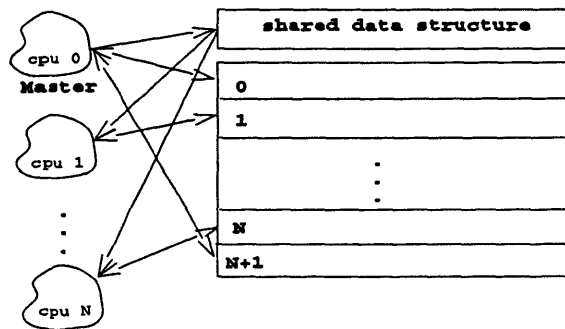 shared data structure
cpu 0
Master
0
1
cpu 1
N
N+1
cpu N